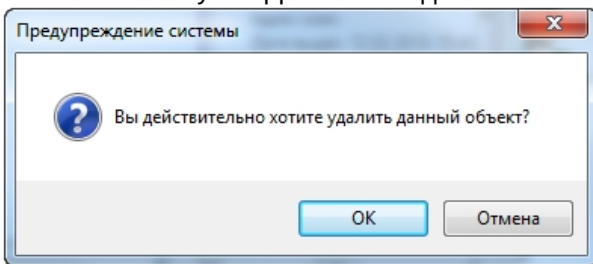 Предупреждение системы
Вы действительно хотите удалить данный объект?
OK
Отмена